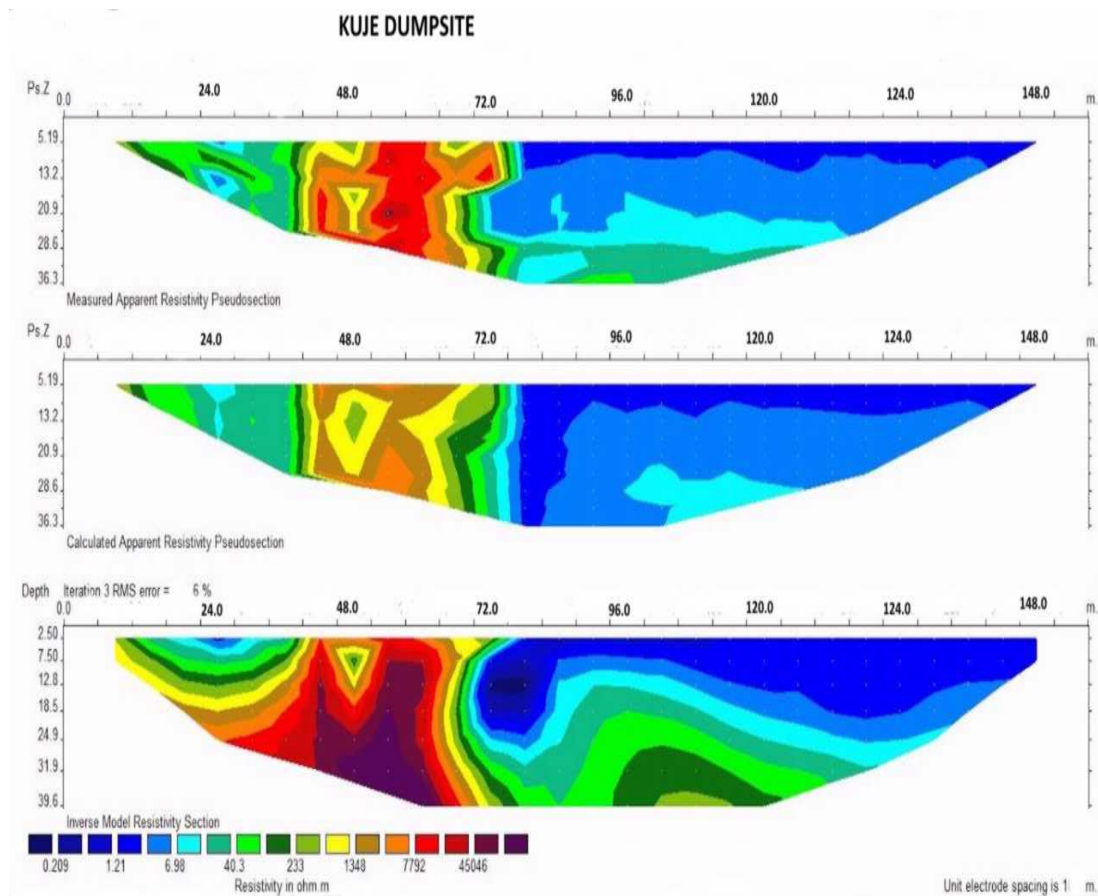 KUJE DUMPSITE
Ps.Z
0.0 24.0 48.0 72.0 96.0 120.0 124.0 148.0 m.
5.19
13.2
20.9
28.6
36.3
Measured Apparent Resistivity Pseudosection
Ps.Z
0.0 24.0 48.0 72.0 96.0 120.0 124.0 148.0 m.
5.19
13.2
20.9
28.6
36.3
Calculated Apparent Resistivity Pseudosection
Depth Iteration 3 RMS error = 6 %
0.0 24.0 48.0 72.0 96.0 120.0 124.0 148.0 m.
2.50
7.50
12.8
18.5
24.9
31.9
39.6
Inverse Model Resistivity Section
0.209 1.21 6.98 40.3 233 1348 7792 45046
Resistivity in ohm.m
Unit electrode spacing is 1 m.